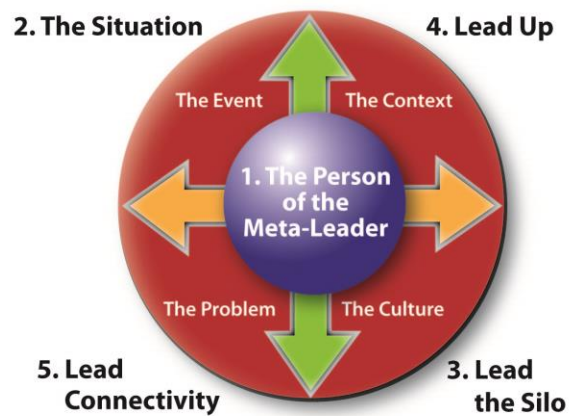 2. The Situation
4. Lead Up
The Event
The Context
1. The Person
of the
Meta-Leader
The Problem
The Culture
5. Lead
Connectivity
3. Lead
the Silo